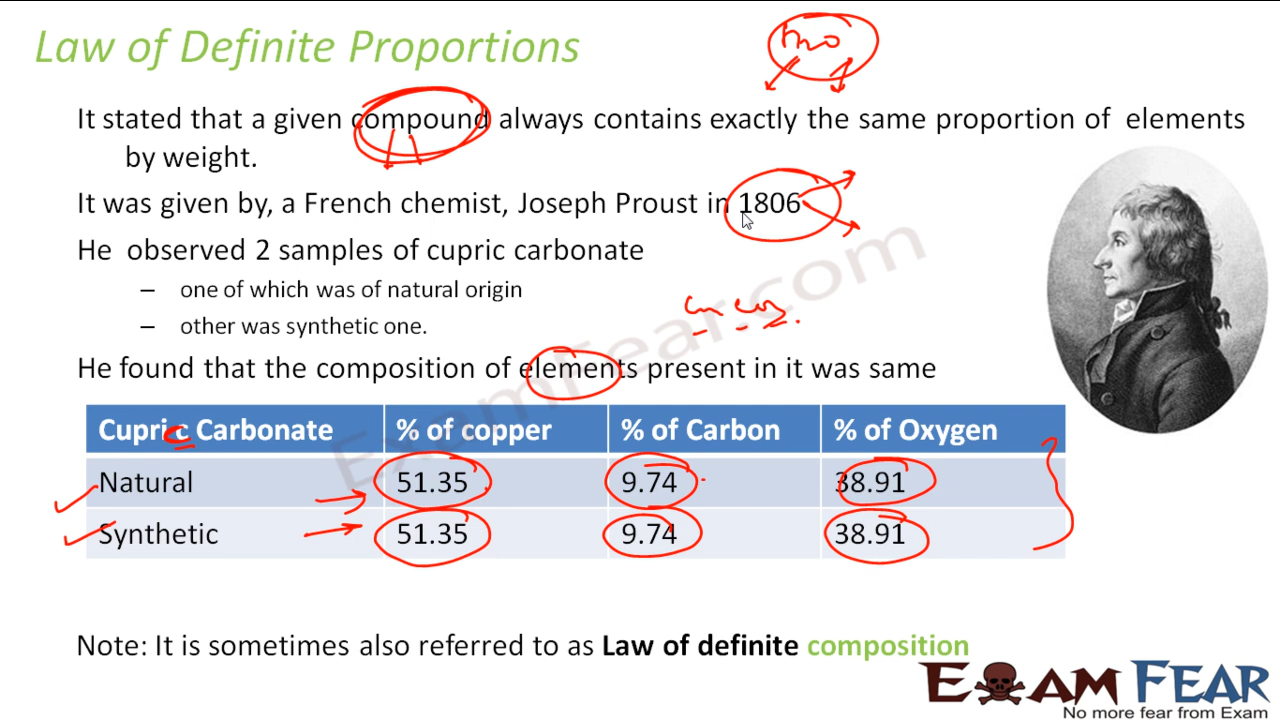 Law of Definite Proportions
It stated that a given compound always contains exactly the same proportion of elements
by weight.
It was given by, a French chemist, Joseph Proust in 1806
He observed 2 samples of cupric carbonate
– one of which was of natural origin
– other was synthetic one.
He found that the composition of elements present in it was same
Cupric Carbonate % of copper % of Carbon % of Oxygen
Natural 51.35 9.74 38.91
Synthetic 51.35 9.74 38.91
Note: It is sometimes also referred to as Law of definite composition
ExamFear.com
EXAM FEAR
No more fear from Exam